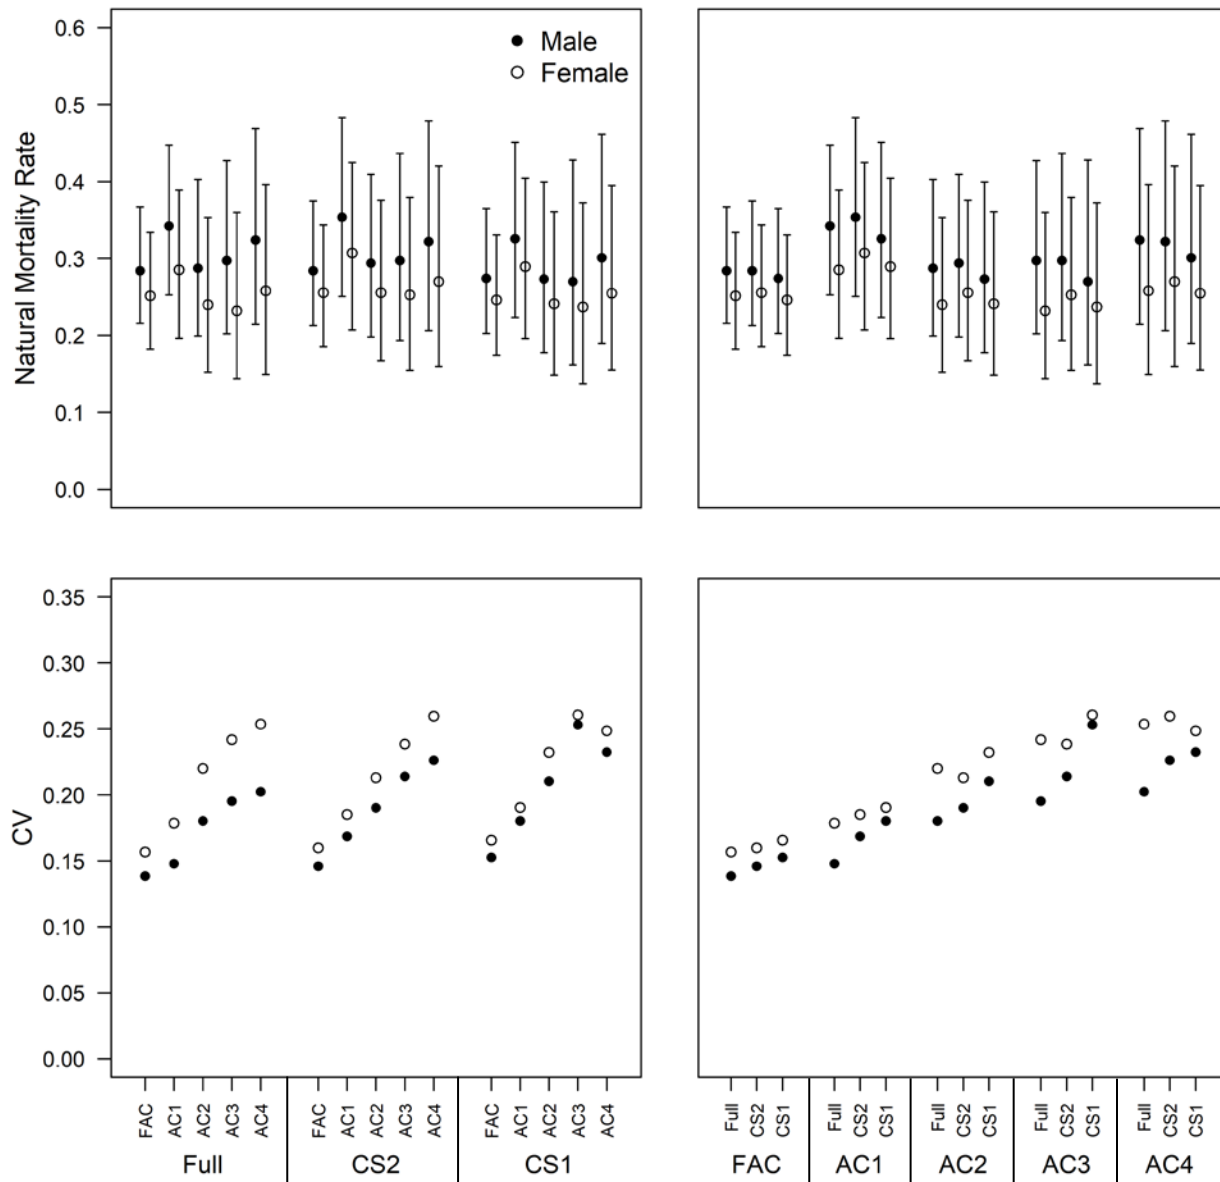 Natural Mortality Rate
0.6
0.5
0.4
0.3
0.2
0.1
0.0
Male
Female
CV
0.35
0.30
0.25
0.20
0.15
0.10
0.05
0.00
FAC AC1 AC2 AC3 AC4 FAC AC1 AC2 AC3 AC4 FAC AC1 AC2 AC3 AC4
Full CS2 CS1
Full CS2 CS1 Full CS2 CS1 Full CS2 CS1 Full CS2 CS1 Full CS2 CS1
FAC AC1 AC2 AC3 AC4